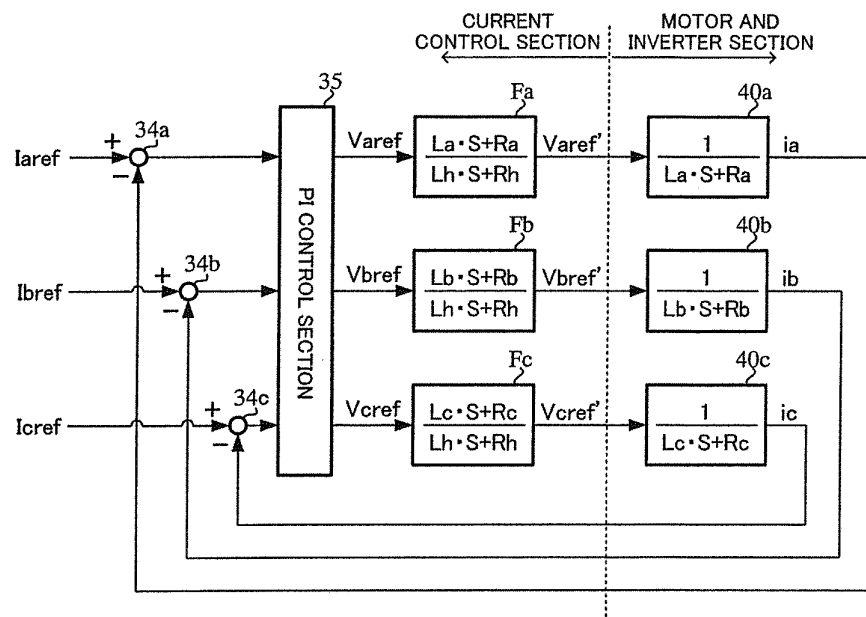 CURRENT
CONTROL SECTION
MOTOR AND
INVERTER SECTION
35
Fa
40a
Iaref
+
34a
−
Varef
La・S+Ra
Lh・S+Rh
Varef'
1
La・S+Ra
ia
PI CONTROL SECTION
Fb
40b
Ibref
+
34b
−
Vbref
Lb・S+Rb
Lh・S+Rh
Vbref'
1
Lb・S+Rb
ib
Fc
40c
Icref
+
34c
−
Vcref
Lc・S+Rc
Lh・S+Rh
Vcref'
1
Lc・S+Rc
ic